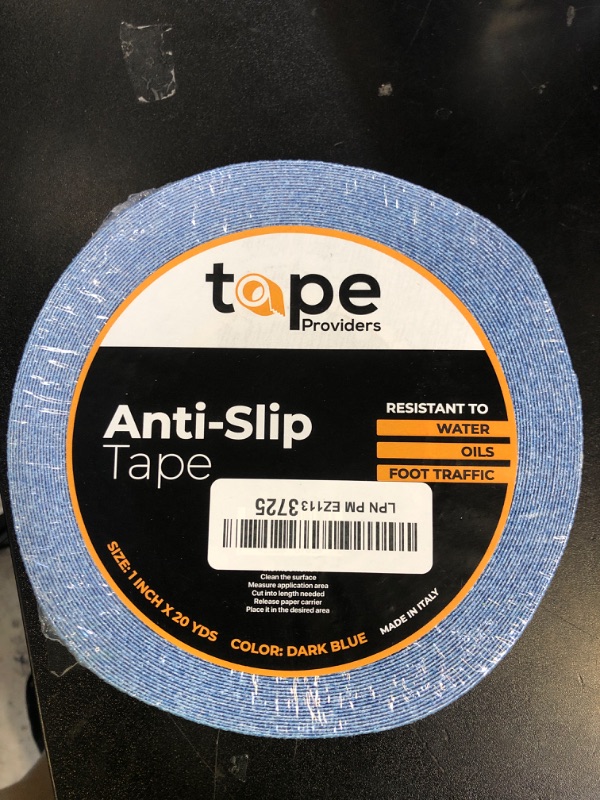 tape
Providers
Anti-Slip
Tape
RESISTANT TO
WATER
OILS
FOOT TRAFFIC
LPN PM EZ1133725
Clean the surface
Measure application area
Cut into length needed
Release paper carrier
Place it in the desired area
SIZE: 1 INCH X 20 YDS
COLOR: DARK BLUE
MADE IN ITALY